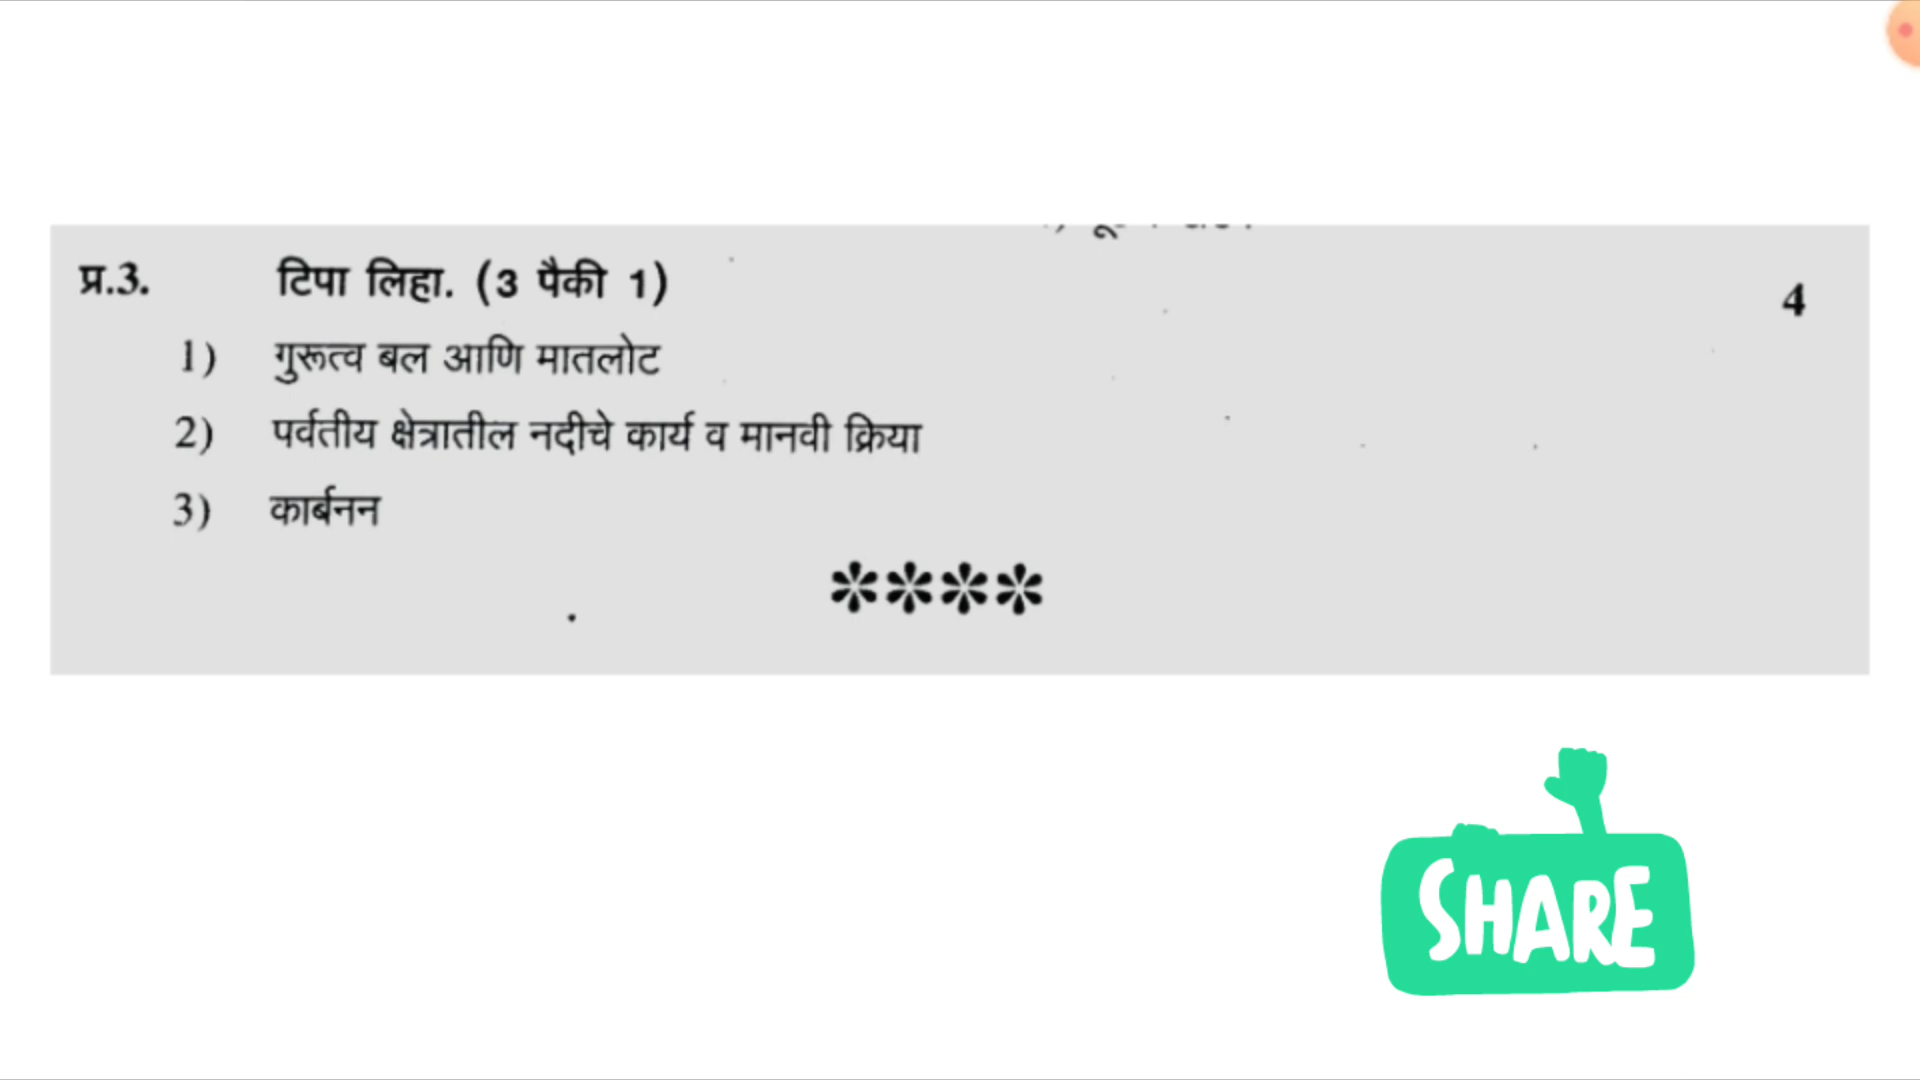 प्र.3. टिपा लिहा. (3 पैकी 1) 4
1) गुरूत्व बल आणि मातलोट
2) पर्वतीय क्षेत्रातील नदीचे कार्य व मानवी क्रिया
3) कार्बनन
****
SHARE